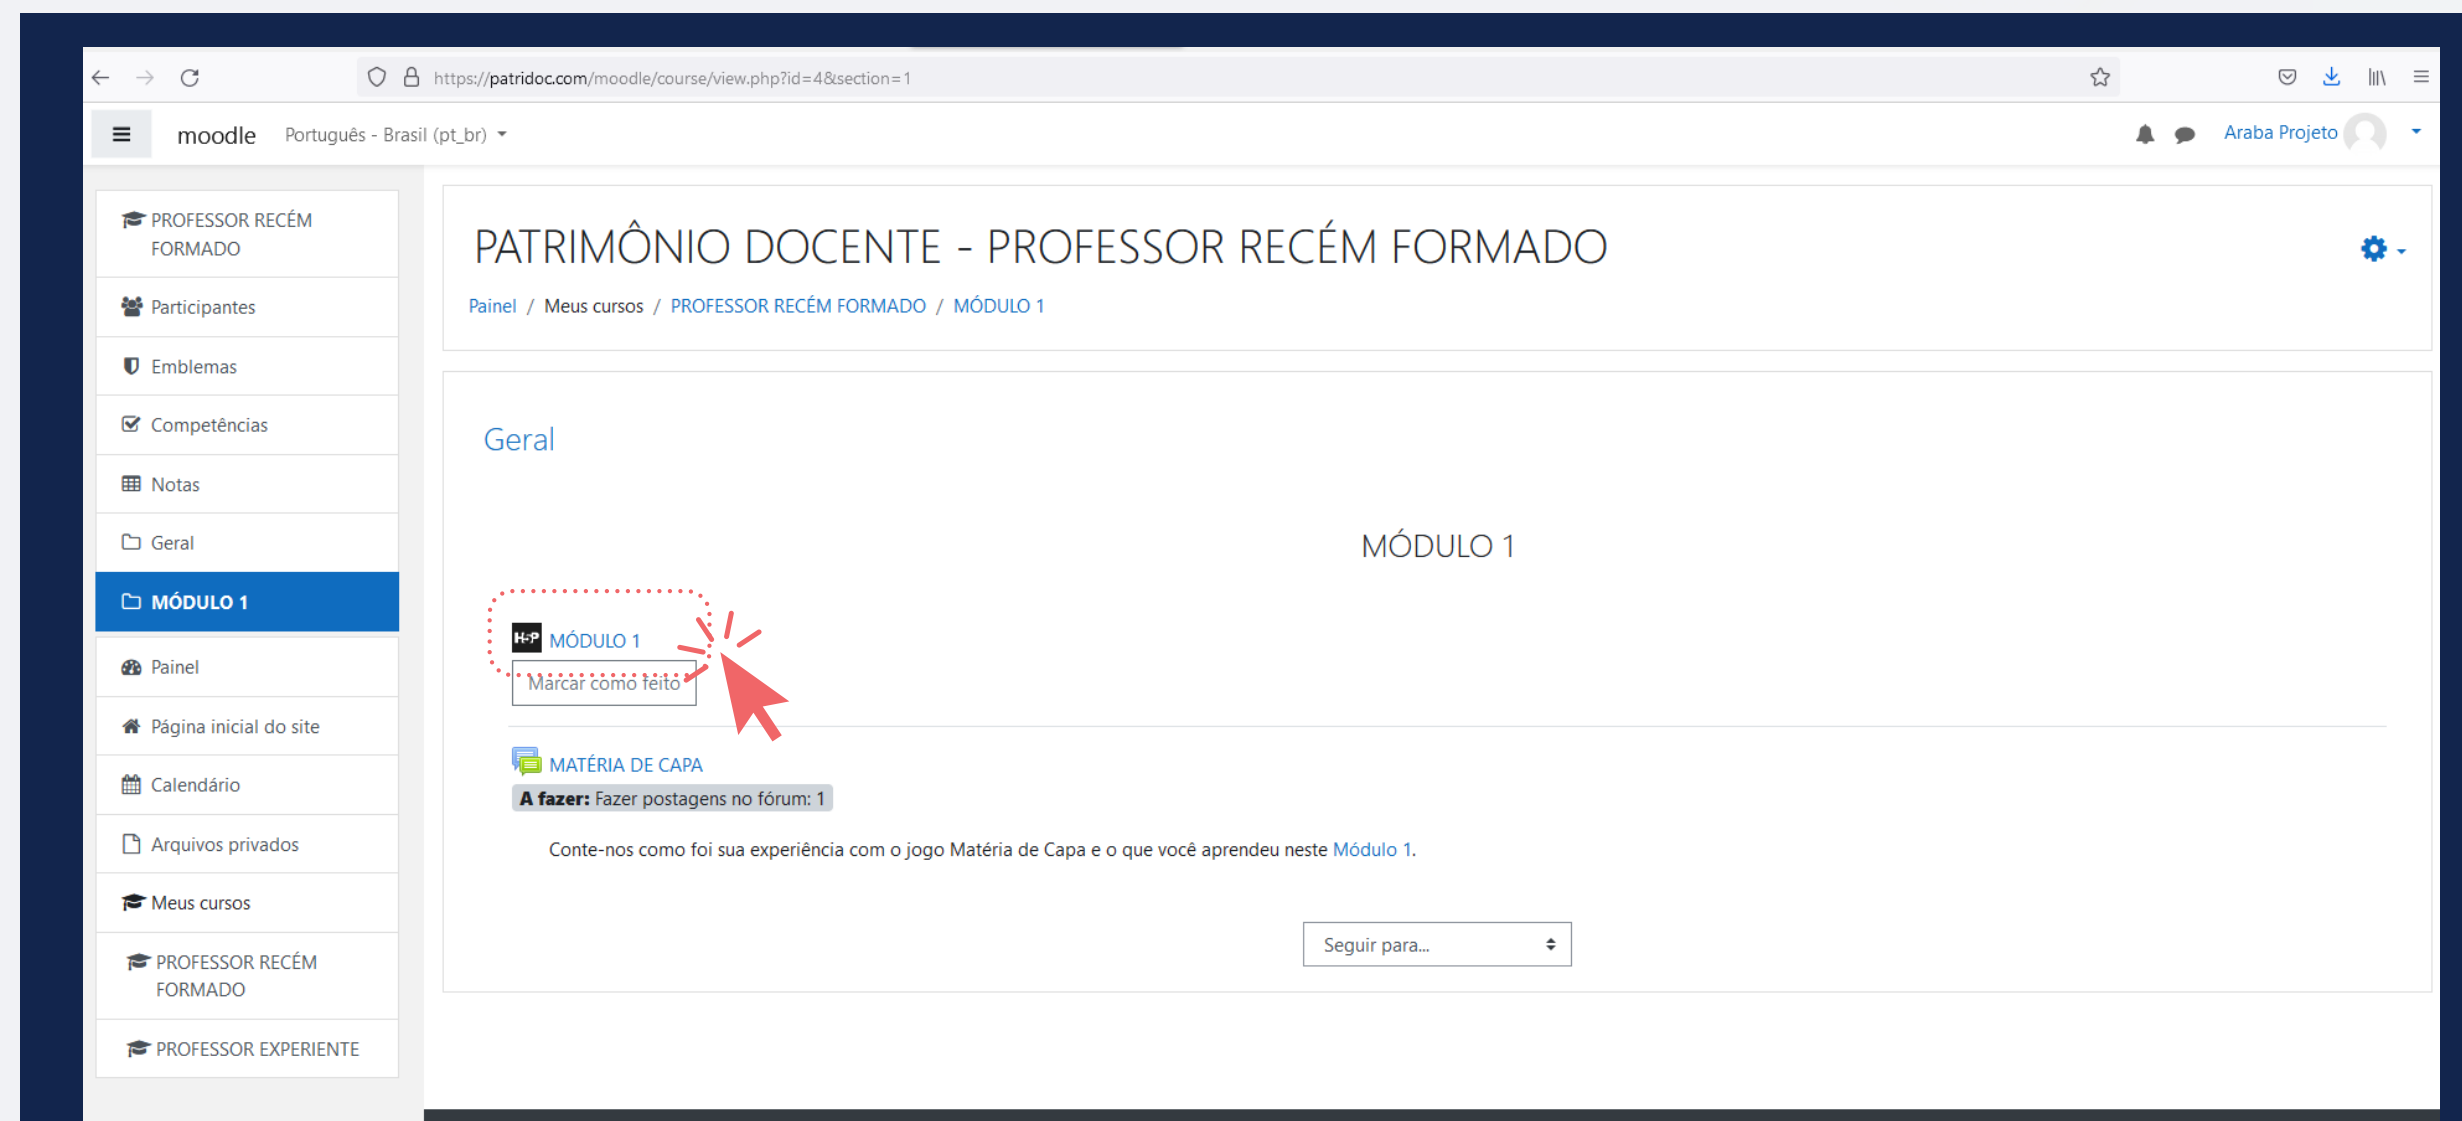 https://patridoc.com/moodle/course/view.php?id=4&section=1
moodle Português - Brasil (pt_br)
Araba Projeto
PROFESSOR RECÉM
FORMADO
Participantes
Emblemas
Competências
Notas
Geral
MÓDULO 1
Painel
Página inicial do site
Calendário
Arquivos privados
Meus cursos
PROFESSOR RECÉM
FORMADO
PROFESSOR EXPERIENTE
PATRIMÔNIO DOCENTE - PROFESSOR RECÉM FORMADO
Painel / Meus cursos / PROFESSOR RECÉM FORMADO / MÓDULO 1
Geral
MÓDULO 1
H5P MÓDULO 1
Marcar como feito
MATÉRIA DE CAPA
A fazer: Fazer postagens no fórum: 1
Conte-nos como foi sua experiência com o jogo Matéria de Capa e o que você aprendeu neste Módulo 1.
Seguir para...